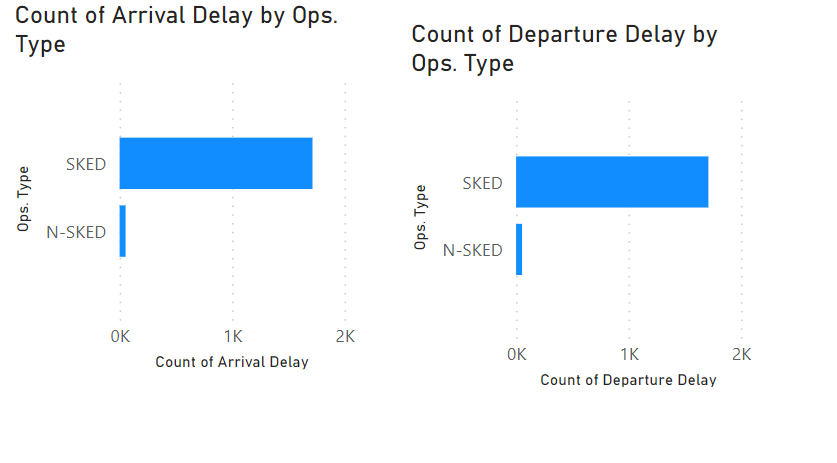 Count of Arrival Delay by Ops.
Type
Ops. Type
SKED
N-SKED
0K
1K
2K
Count of Arrival Delay
Count of Departure Delay by
Ops. Type
Ops. Type
SKED
N-SKED
0K
1K
2K
Count of Departure Delay